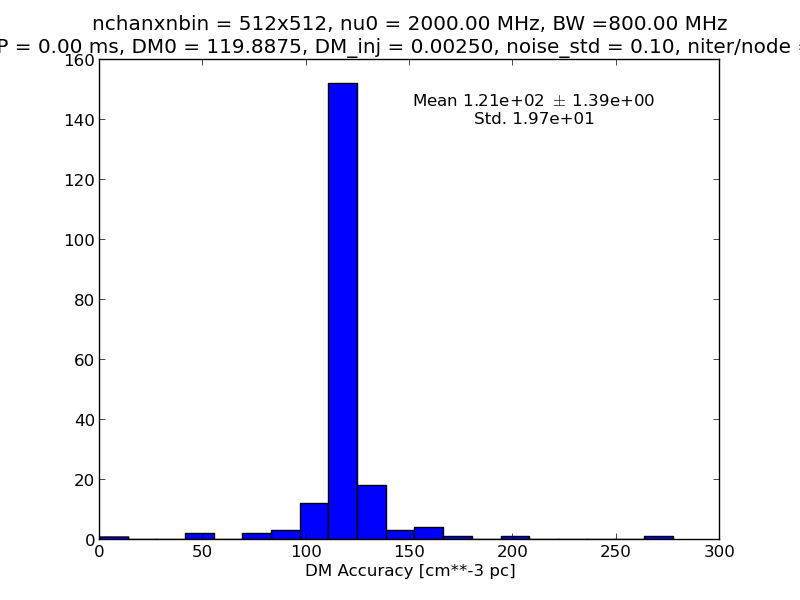 nchanxnbin = 512x512, nu0 = 2000.00 MHz, BW =800.00 MHz
P = 0.00 ms, DM0 = 119.8875, DM_inj = 0.00250, noise_std = 0.10, niter/node
160
Mean 1.21e+02 ± 1.39e+00
140
Std. 1.97e+01
120
100
80
60
40
20
0
0 50 100 150 200 250 300
DM Accuracy [cm**-3 pc]